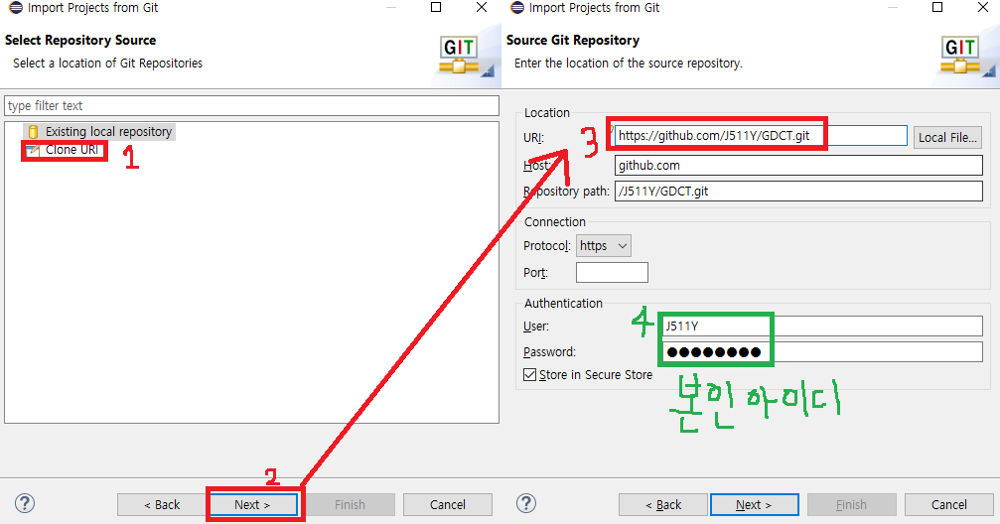 Import Projects from Git
Select Repository Source
Select a location of Git Repositories
GIT
type filter text
Existing local repository
Clone URI
1
2
?
< Back
Next >
Finish
Cancel
Import Projects from Git
Source Git Repository
Enter the location of the source repository.
GIT
Location
3
URI:
https://github.com/J511Y/GDCT.git
Local File...
Host:
github.com
Repository path:
/J511Y/GDCT.git
Connection
Protocol:
https
Port:
Authentication
4
User:
J511Y
Password:
●●●●●●●●
Store in Secure Store
본인 아이디
?
< Back
Next >
Finish
Cancel